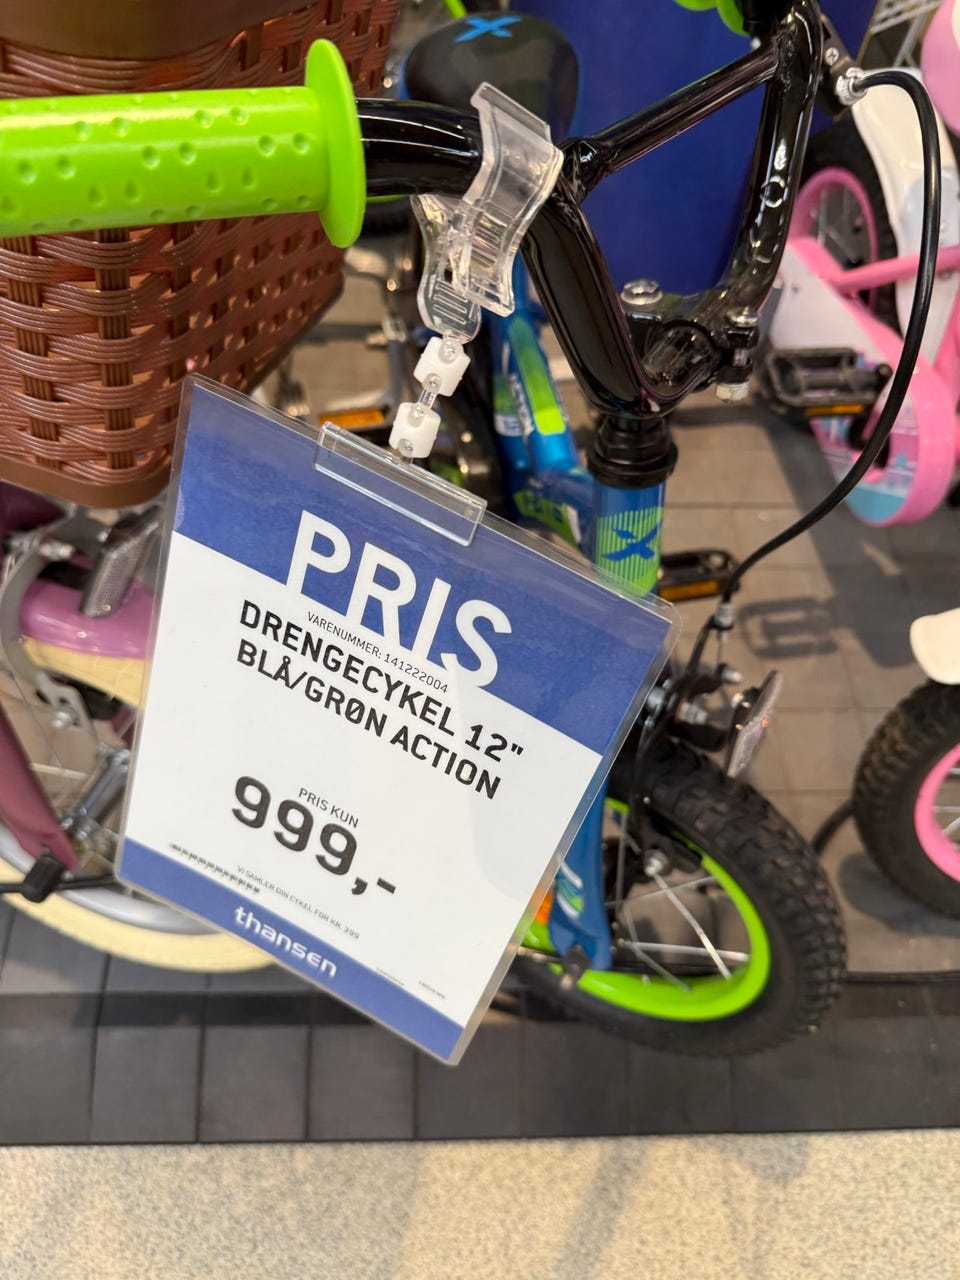 PRIS
VARENUMMER: 141222004
DRENGECYKEL 12"
BLÅ/GRØN ACTION
PRIS KUN
999,-
VI SAMLER DIN CYKEL FOR KR. 399
thansen